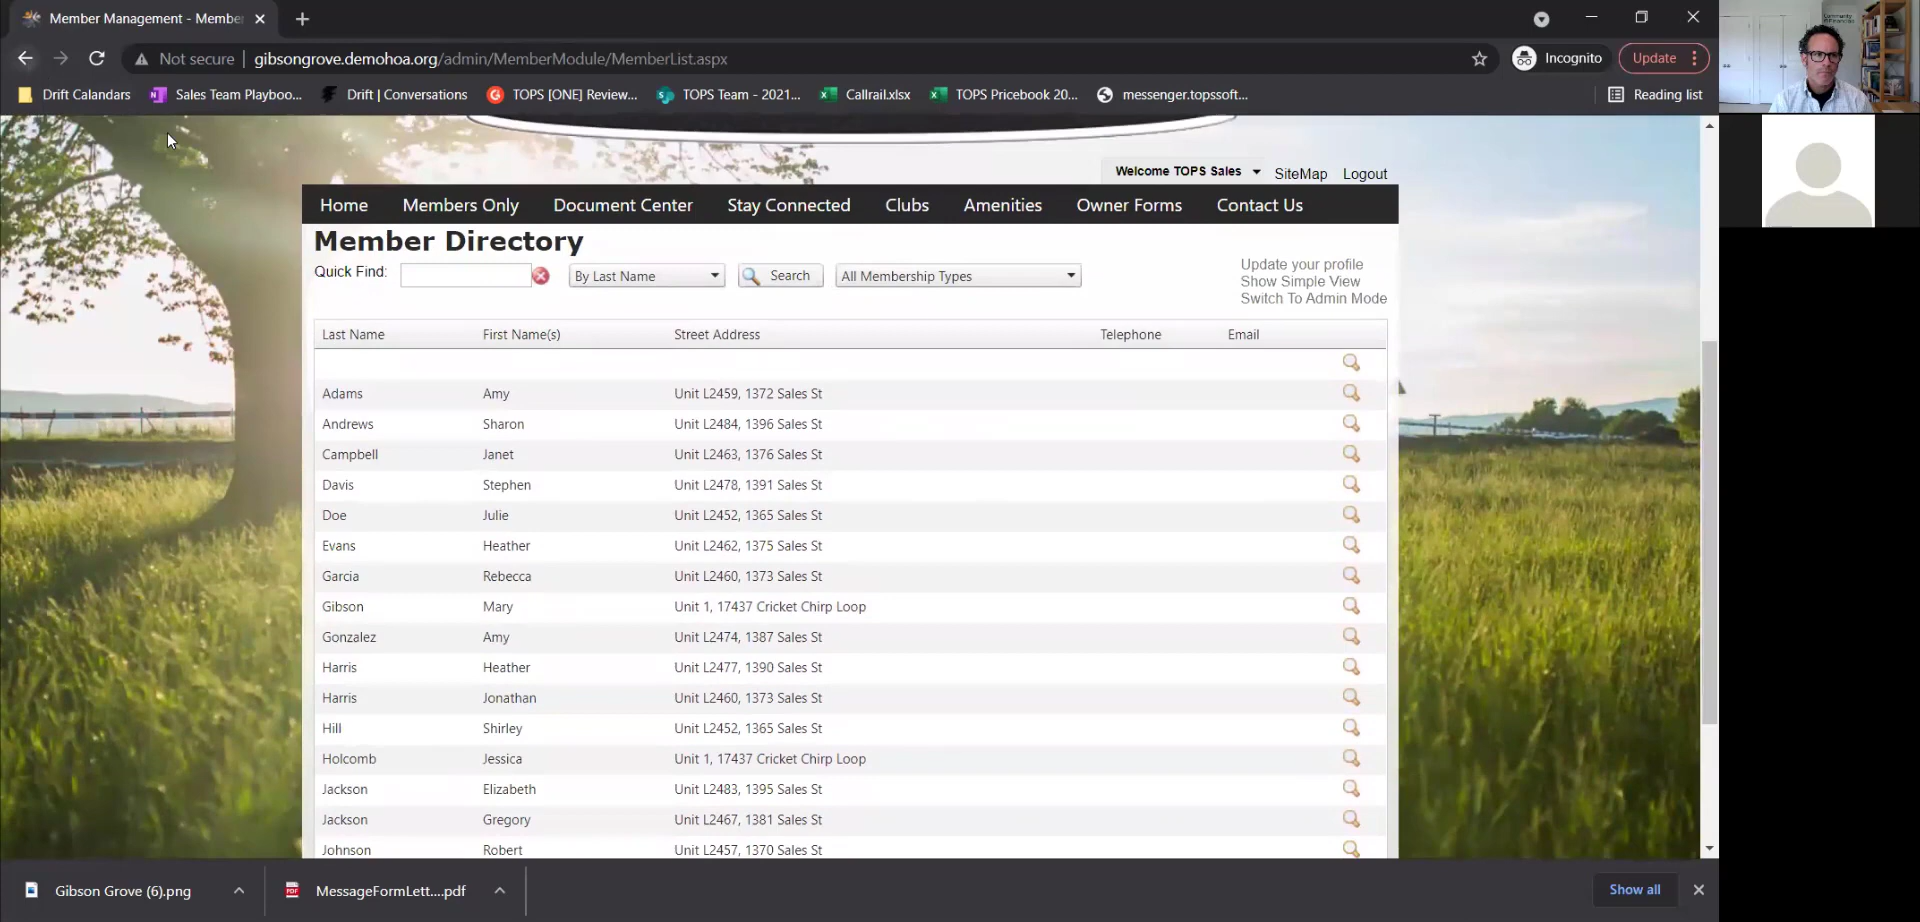 Member Management - Membe
Not secure
gibsongrove.demohoa.org/admin/MemberModule/MemberList.aspx
Incognito
Update
Drift Calandars
Sales Team Playboo...
Drift | Conversations
TOPS [ONE] Review...
TOPS Team - 2021...
Callrail.xlsx
TOPS Pricebook 20...
messenger.topssoft...
Reading list
Welcome TOPS Sales
SiteMap
Logout
Home Members Only Document Center Stay Connected Clubs Amenities Owner Forms Contact Us
Member Directory
Quick Find:
By Last Name
Search
All Membership Types
Update your profile
Show Simple View
Switch To Admin Mode
Last Name First Name(s) Street Address Telephone Email
Adams Amy Unit L2459, 1372 Sales St
Andrews Sharon Unit L2484, 1396 Sales St
Campbell Janet Unit L2463, 1376 Sales St
Davis Stephen Unit L2478, 1391 Sales St
Doe Julie Unit L2452, 1365 Sales St
Evans Heather Unit L2462, 1375 Sales St
Garcia Rebecca Unit L2460, 1373 Sales St
Gibson Mary Unit 1, 17437 Cricket Chirp Loop
Gonzalez Amy Unit L2474, 1387 Sales St
Harris Heather Unit L2477, 1390 Sales St
Harris Jonathan Unit L2460, 1373 Sales St
Hill Shirley Unit L2452, 1365 Sales St
Holcomb Jessica Unit 1, 17437 Cricket Chirp Loop
Jackson Elizabeth Unit L2483, 1395 Sales St
Jackson Gregory Unit L2467, 1381 Sales St
Johnson Robert Unit L2457, 1370 Sales St
Gibson Grove (6).png
MessageFormLett....pdf
Show all